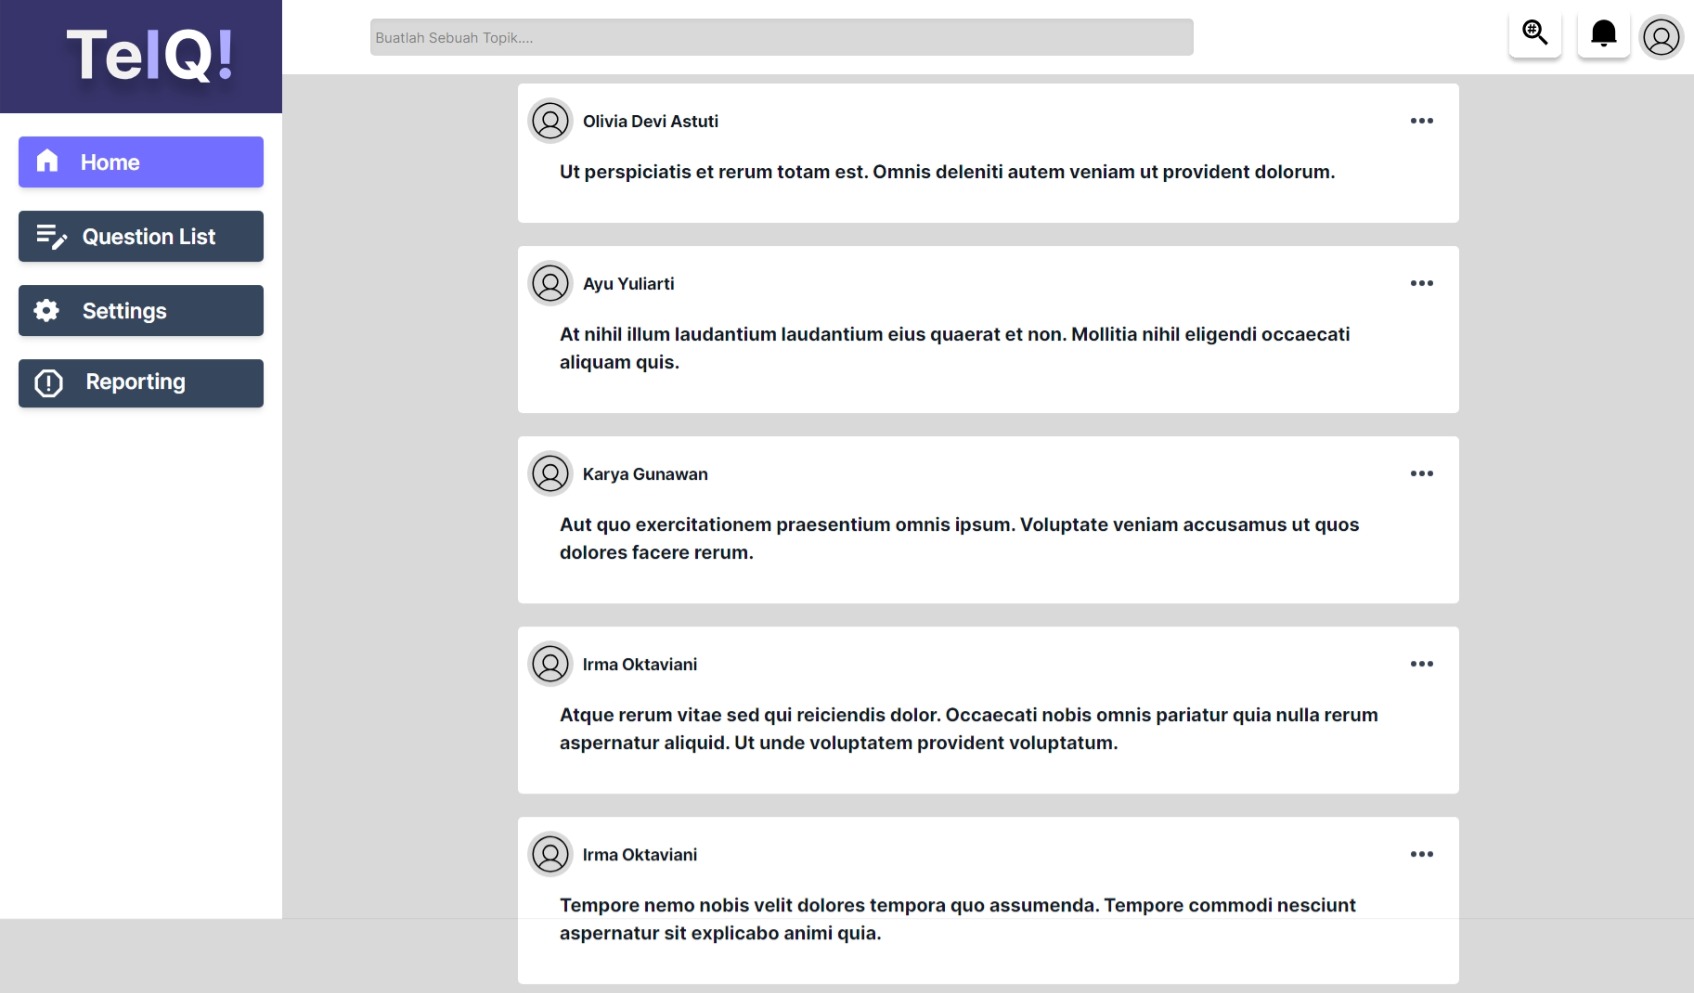 TelQ!
Buatlah Sebuah Topik....
Home
Question List
Settings
Reporting
Olivia Devi Astuti
Ut perspiciatis et rerum totam est. Omnis deleniti autem veniam ut provident dolorum.
Ayu Yuliarti
At nihil illum laudantium laudantium eius quaerat et non. Mollitia nihil eligendi occaecati
aliquam quis.
Karya Gunawan
Aut quo exercitationem praesentium omnis ipsum. Voluptate veniam accusamus ut quos
dolores facere rerum.
Irma Oktaviani
Atque rerum vitae sed qui reiciendis dolor. Occaecati nobis omnis pariatur quia nulla rerum
aspernatur aliquid. Ut unde voluptatem provident voluptatum.
Irma Oktaviani
Tempore nemo nobis velit dolores tempora quo assumenda. Tempore commodi nesciunt
aspernatur sit explicabo animi quia.